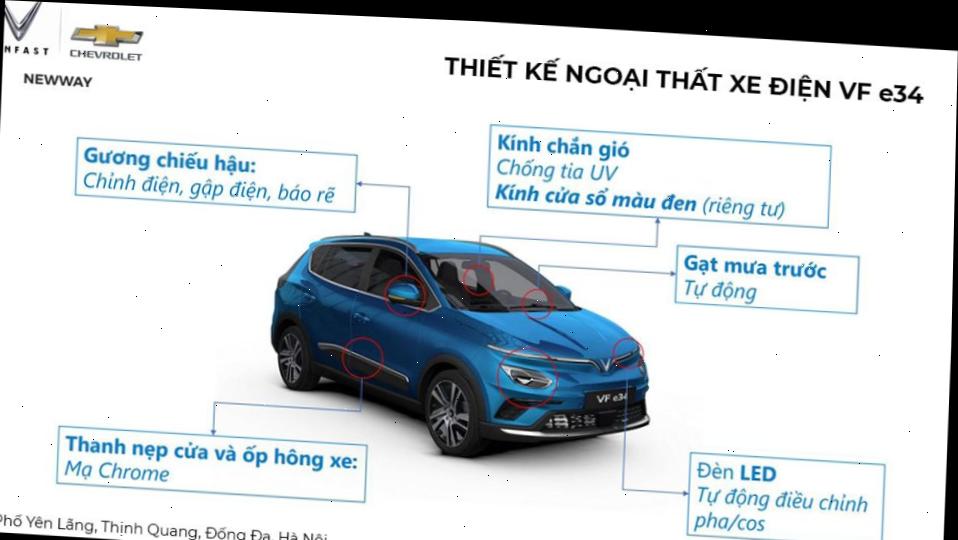 NFAST
CHEVROLET
NEWWAY
THIẾT KẾ NGOẠI THẤT XE ĐIỆN VF e34
Gương chiếu hậu:
Chỉnh điện, gập điện, báo rẽ
Kính chắn gió
Chống tia UV
Kính cửa sổ màu đen (riêng tư)
Gạt mưa trước
Tự động
VF e34
Thanh nẹp cửa và ốp hông xe:
Mạ Chrome
Đèn LED
Tự động điều chỉnh
pha/cos
Phố Yên Lãng, Thịnh Quang, Đống Đa, Hà Nội